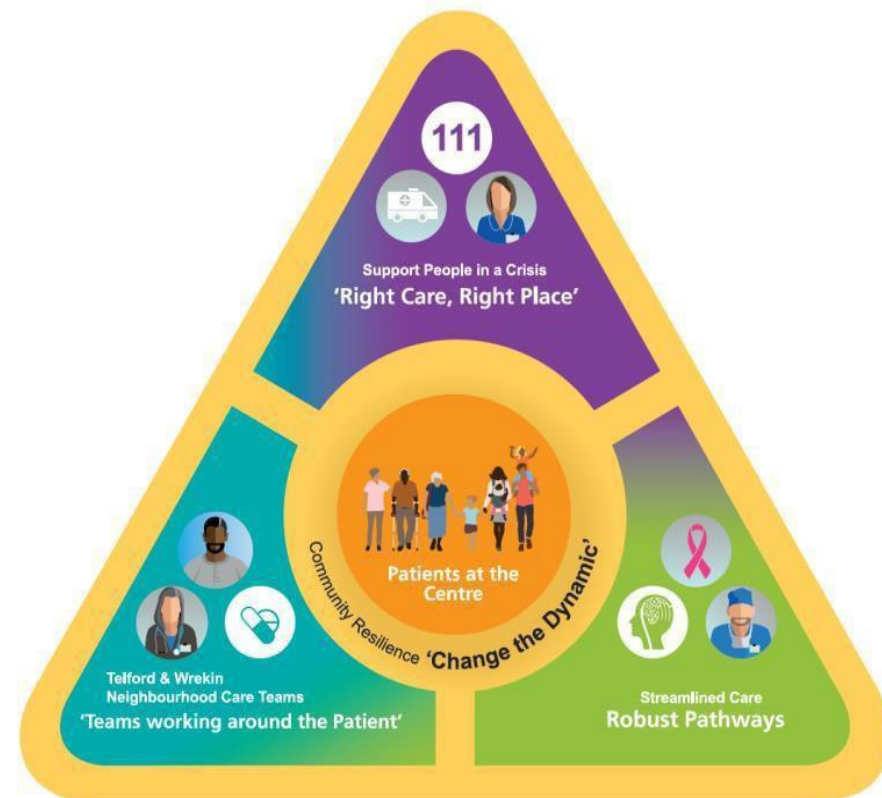 111
Support People in a Crisis
‘Right Care, Right Place’
Patients at the
Centre
Community Resilience ‘Change the Dynamic’
Telford & Wrekin
Neighbourhood Care Teams
‘Teams working around the Patient’
Streamlined Care
Robust Pathways